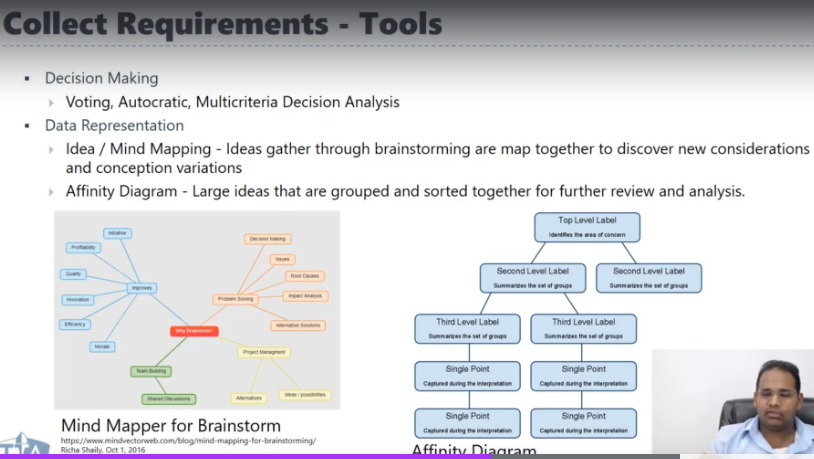 Collect Requirements - Tools
Decision Making
Voting, Autocratic, Multicriteria Decision Analysis
Data Representation
Idea / Mind Mapping - Ideas gather through brainstorming are map together to discover new considerations
and conception variations
Affinity Diagram - Large ideas that are grouped and sorted together for further review and analysis.
Initiative
Profitability
Quality
Improves
Innovation
Efficiency
Morale
Why Brainstorm?
Decision Making
Issues
Root Causes
Problem Solving
Impact Analysis
Alternative Solutions
Project Managment
Team Building
Shared Discussions
Alternatives
Ideas / possibilities
Top Level Label
Identifies the area of concern
Second Level Label
Summarizes the set of groups
Second Level Label
Third Level Label
Summarizes the set of groups
Third Level Label
Summarizes the set of groups
Single Point
Captured during the interpretation
Single Point
Captured during the interpretation
Single Point
Captured during the interpretation
Single Point
Captured during the interpretation
Mind Mapper for Brainstorm
https://www.mindvectorweb.com/blog/mind-mapping-for-brainstorming/
Richa Shaily, Oct 1, 2016
Affinity Diagram